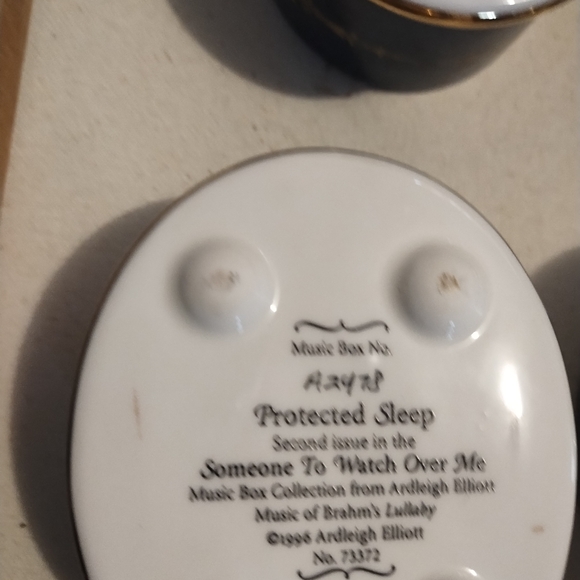 Music Box No.
A2478
Protected Sleep
Second issue in the
Someone To Watch Over Me
Music Box Collection from Ardleigh Elliott
Music of Brahm's Lullaby
©1996 Ardleigh Elliott
No. 73372